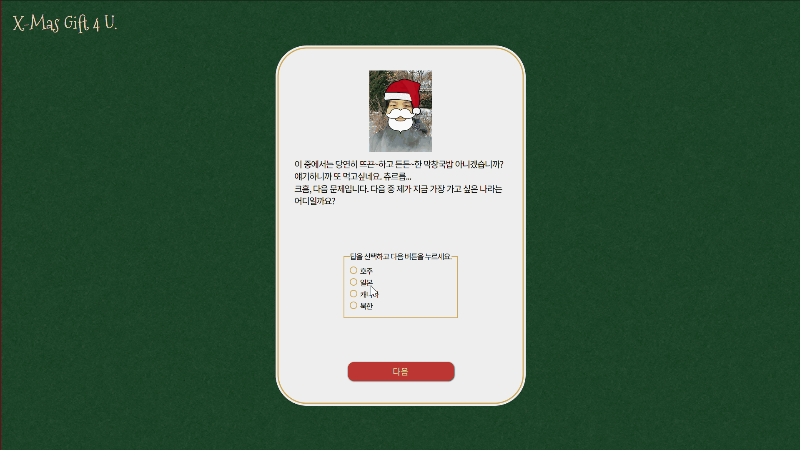 X-Mas Gift 4 U.
이 중에서는 당연히 뜨끈~하고 든든~한 막창국밥 아니겠습니까?
얘기하니까 또 먹고싶네요. 츄르릅...
크흠, 다음 문제입니다. 다음 중 제가 지금 가장 가고 싶은 나라는
어디일까요?
답을 선택하고 다음 버튼을 누르세요.
호주
일본
캐나다
북한
다음